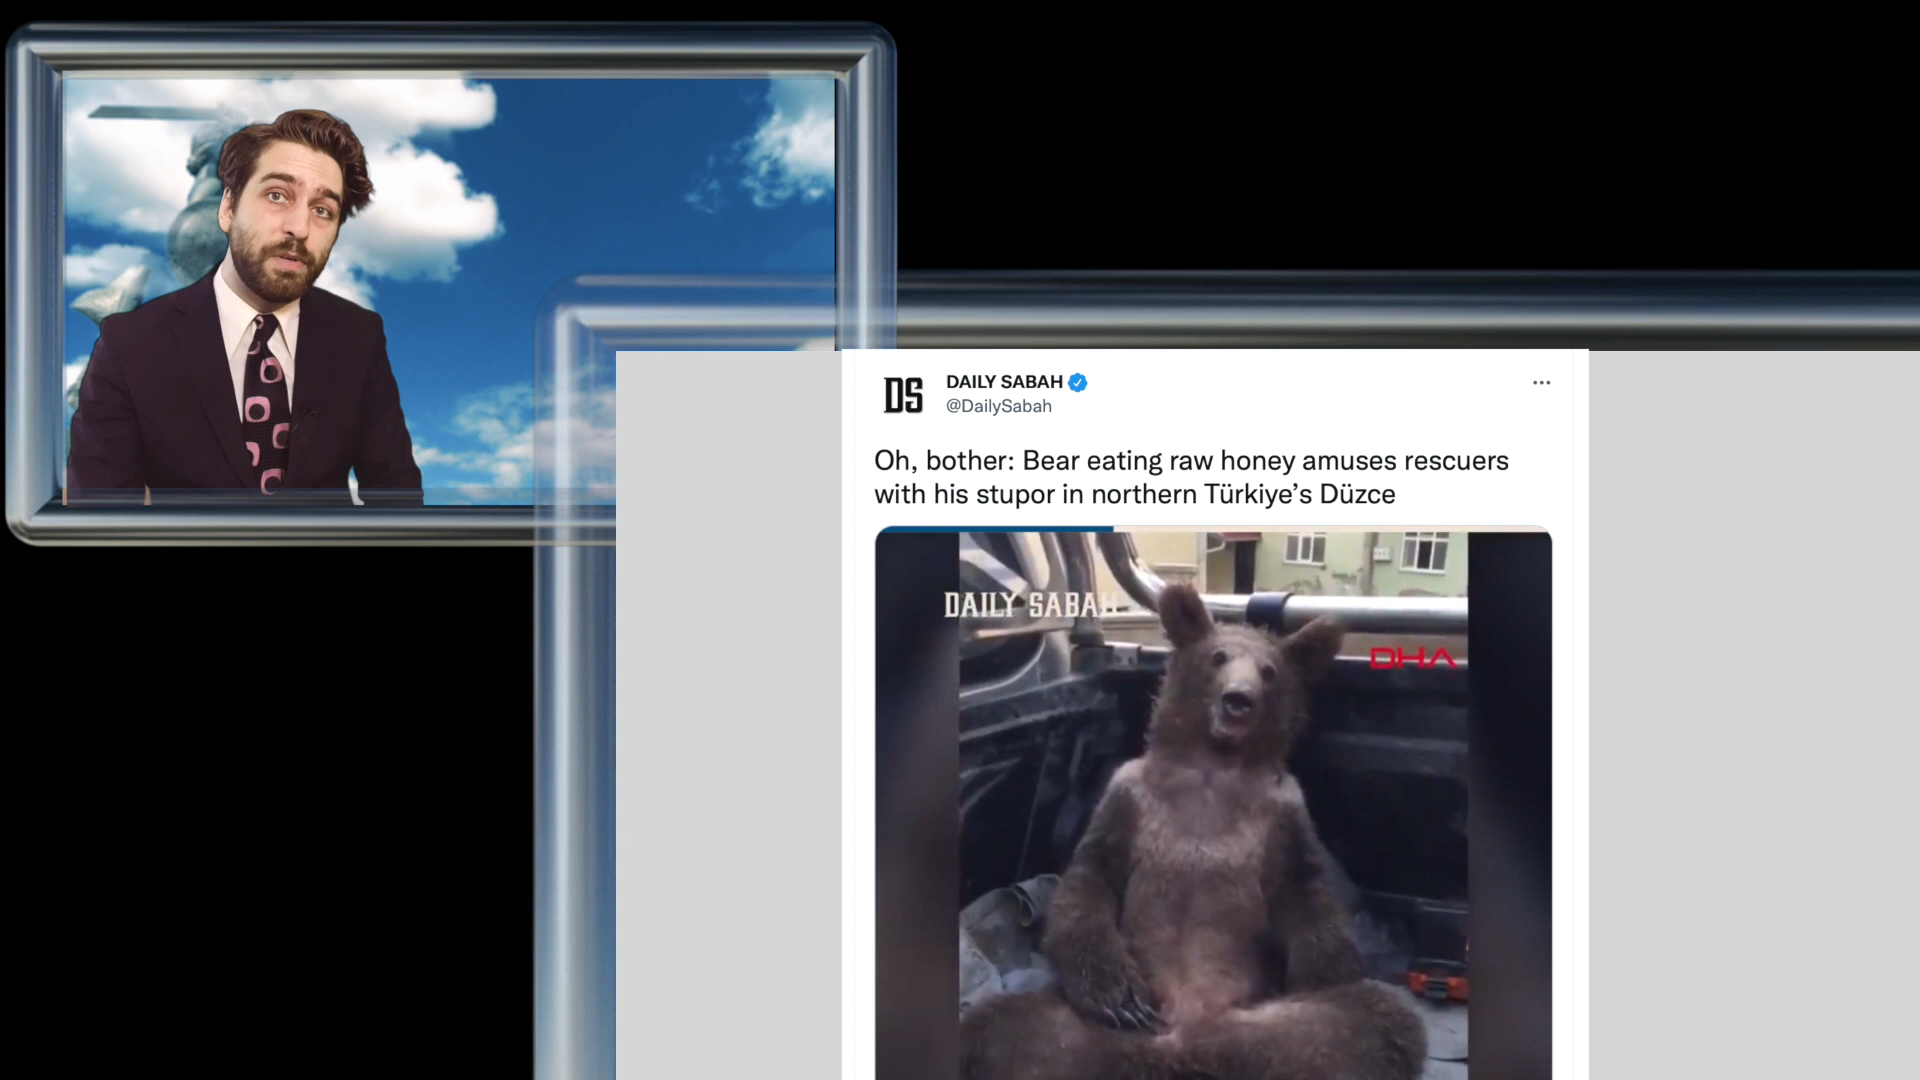 DS
DAILY SABAH
@DailySabah
Oh, bother: Bear eating raw honey amuses rescuers
with his stupor in northern Türkiye’s Düzce
DAILY SABAH
DHA